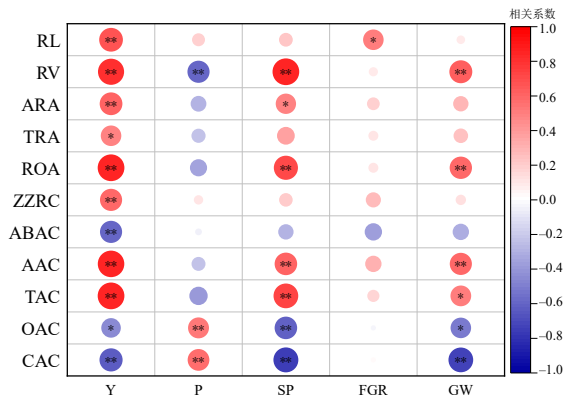 相关系数
RL ** * 1.0
RV ** ** ** ** 0.8
ARA ** * 0.6
TRA * 0.4
ROA ** ** ** 0.2
ZZRC ** 0.0
ABAC ** −0.2
AAC ** ** ** −0.4
TAC ** ** * −0.6
OAC * ** ** * −0.8
CAC ** ** ** ** −1.0
Y P SP FGR GW